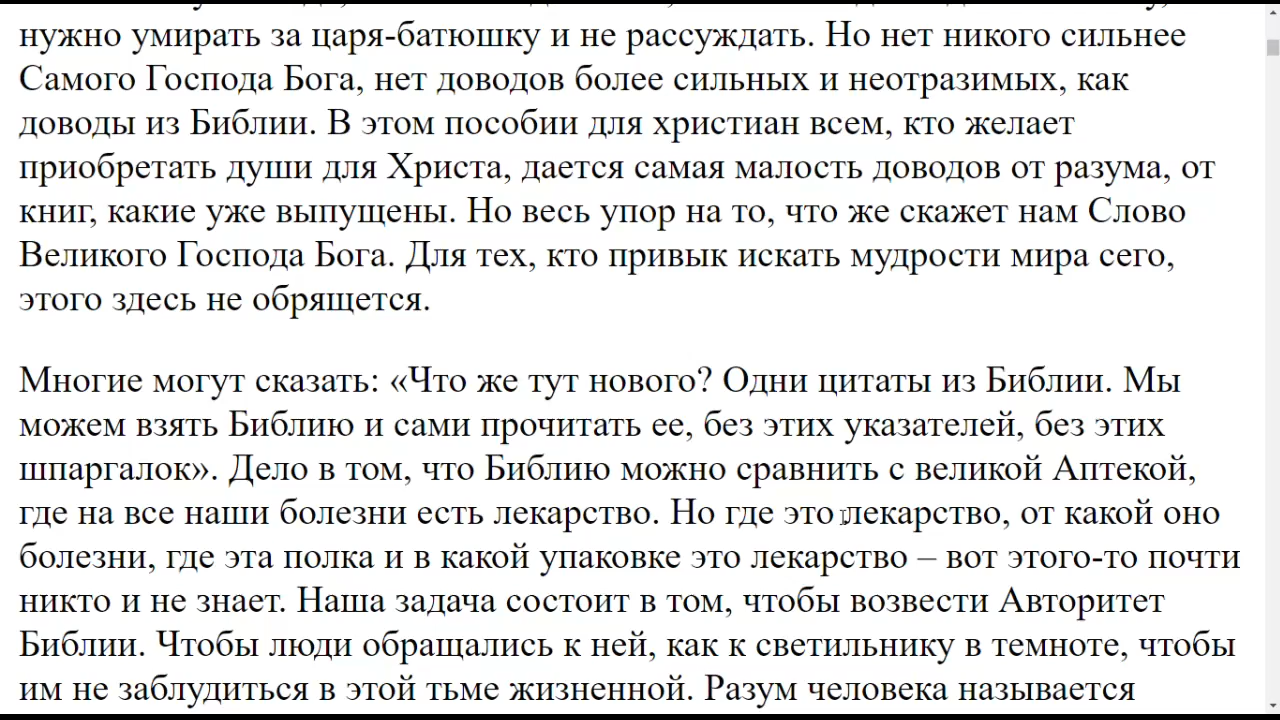 нужно умирать за царя-батюшку и не рассуждать. Но нет никого сильнее
Самого Господа Бога, нет доводов более сильных и неотразимых, как
доводы из Библии. В этом пособии для христиан всем, кто желает
приобретать души для Христа, дается самая малость доводов от разума, от
книг, какие уже выпущены. Но весь упор на то, что же скажет нам Слово
Великого Господа Бога. Для тех, кто привык искать мудрости мира сего,
этого здесь не обрящется.
Многие могут сказать: «Что же тут нового? Одни цитаты из Библии. Мы
можем взять Библию и сами прочитать ее, без этих указателей, без этих
шпаргалок». Дело в том, что Библию можно сравнить с великой Аптекой,
где на все наши болезни есть лекарство. Но где это лекарство, от какой оно
болезни, где эта полка и в какой упаковке это лекарство – вот этого-то почти
никто и не знает. Наша задача состоит в том, чтобы возвести Авторитет
Библии. Чтобы люди обращались к ней, как к светильнику в темноте, чтобы
им не заблудиться в этой тьме жизненной. Разум человека называется